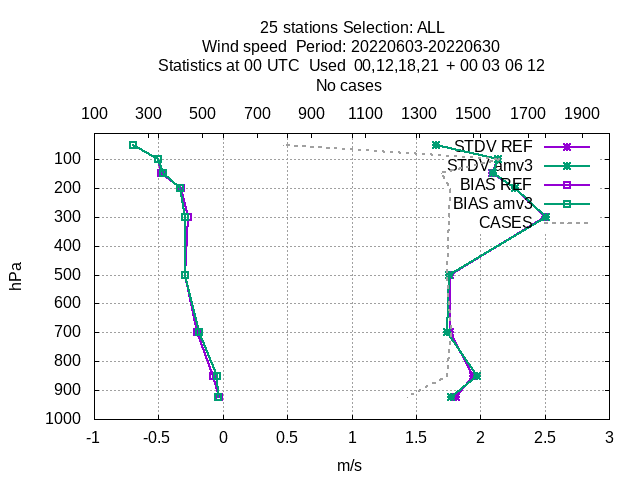 25 stations Selection: ALL
Wind speed  Period: 20220603-20220630
Statistics at 00 UTC  Used  00,12,18,21  + 00 03 06 12
No cases
100 300 500 700 900 1100 1300 1500 1700 1900
STDV REF
STDV amv3
BIAS REF
BIAS amv3
CASES
hPa
100
200
300
400
500
600
700
800
900
1000
-1 -0.5 0 0.5 1 1.5 2 2.5 3
m/s